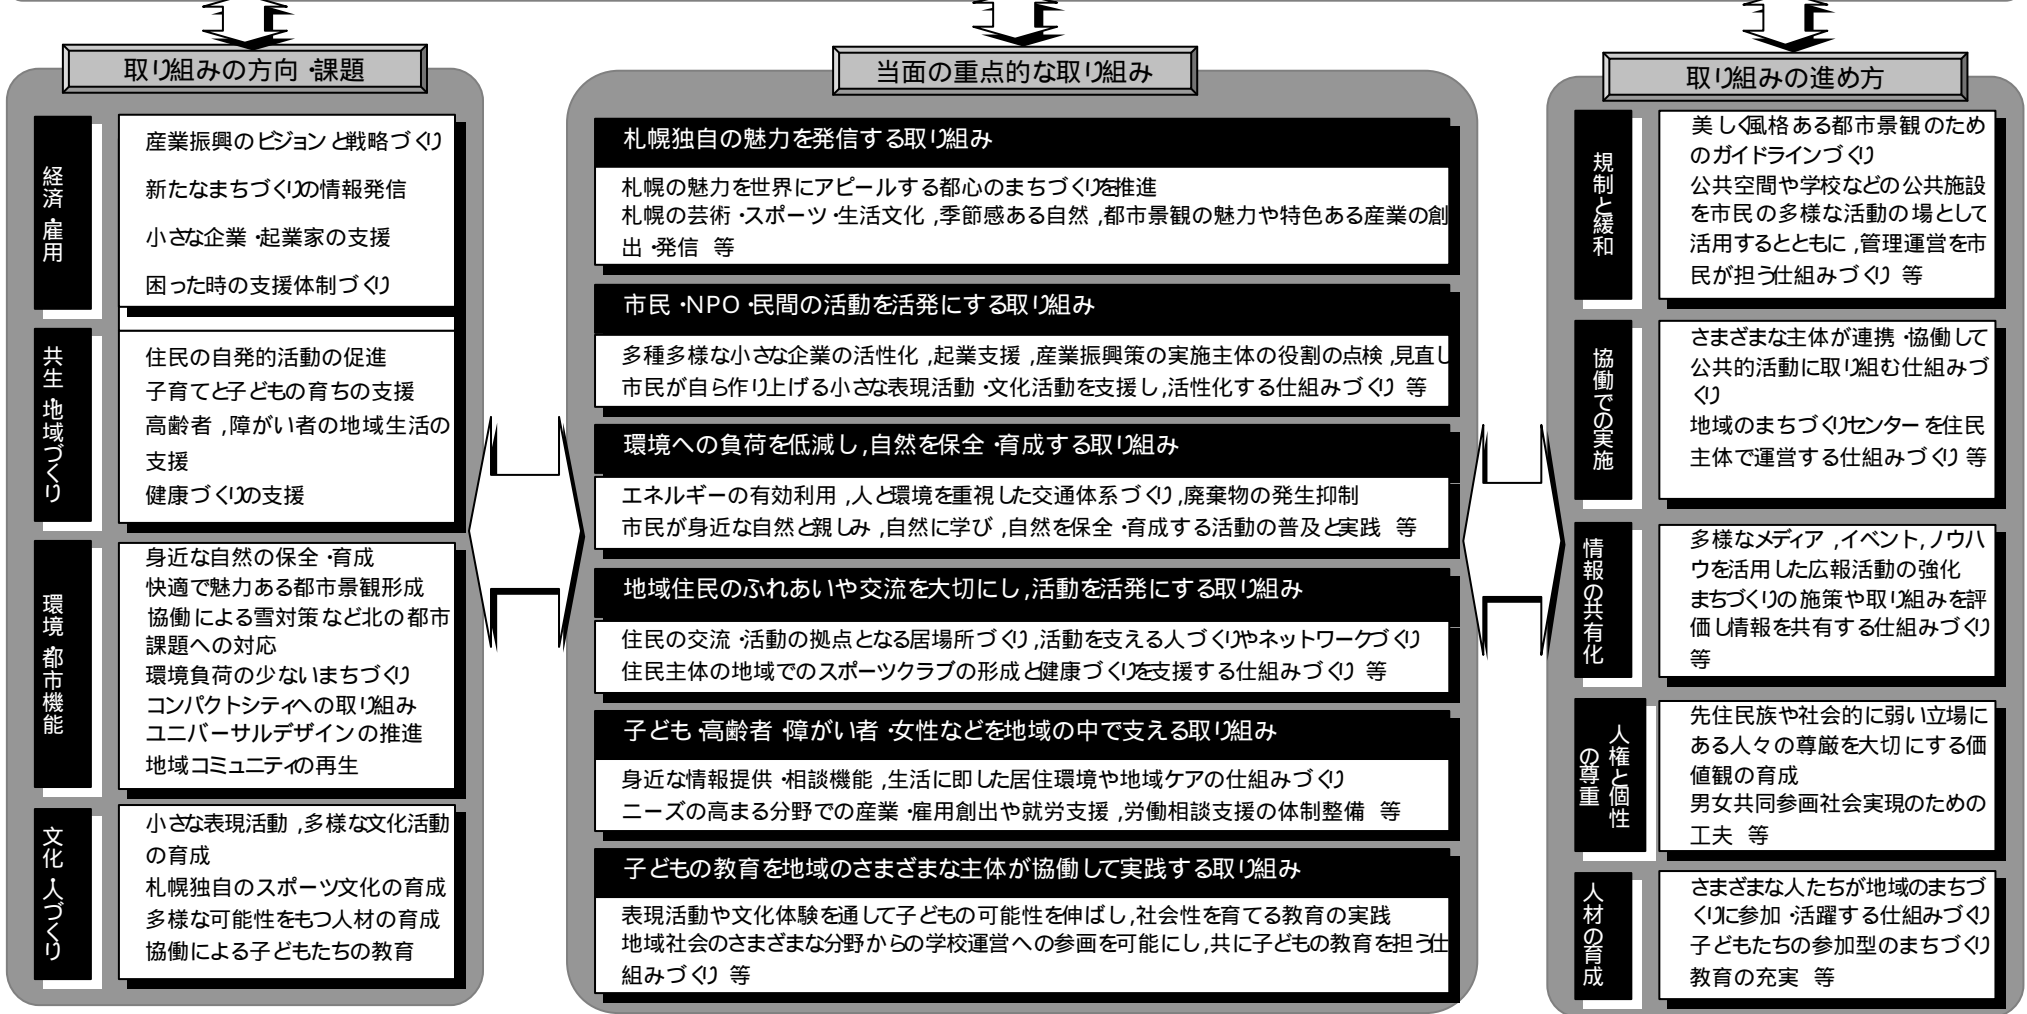 取り組みの方向・課題
経済・雇用
産業振興のビジョンと戦略づくり
新たなまちづくりの情報発信
小さな企業・起業家の支援
困った時の支援体制づくり
共生・地域づくり
住民の自発的活動の促進
子育てと子どもの育ちの支援
高齢者,障がい者の地域生活の
支援
健康づくりの支援
環境・都市機能
身近な自然の保全・育成
快適で魅力ある都市景観形成
協働による雪対策など北の都市
課題への対応
環境負荷の少ないまちづくり
コンパクトシティへの取り組み
ユニバーサルデザインの推進
地域コミュニティの再生
文化・人づくり
小さな表現活動,多様な文化活動
の育成
札幌独自のスポーツ文化の育成
多様な可能性をもつ人材の育成
協働による子どもたちの教育
当面の重点的な取り組み
札幌独自の魅力を発信する取り組み
札幌の魅力を世界にアピールする都心のまちづくりを推進
札幌の芸術・スポーツ・生活文化,季節感ある自然,都市景観の魅力や特色ある産業の創
出・発信 等
市民・NPO・民間の活動を活発にする取り組み
多種多様な小さな企業の活性化,起業支援,産業振興策の実施主体の役割の点検,見直し
市民が自ら作り上げる小さな表現活動・文化活動を支援し,活性化する仕組みづくり 等
環境への負荷を低減し,自然を保全・育成する取り組み
エネルギーの有効利用,人と環境を重視した交通体系づくり,廃棄物の発生抑制
市民が身近な自然と親しみ,自然に学び,自然を保全・育成する活動の普及と実践 等
地域住民のふれあいや交流を大切にし,活動を活発にする取り組み
住民の交流・活動の拠点となる居場所づくり,活動を支える人づくりやネットワークづくり
住民主体の地域でのスポーツクラブの形成と健康づくりを支援する仕組みづくり 等
子ども・高齢者・障がい者・女性などを地域の中で支える取り組み
身近な情報提供・相談機能,生活に即した居住環境や地域ケアの仕組みづくり
ニーズの高まる分野での産業・雇用創出や就労支援,労働相談支援の体制整備 等
子どもの教育を地域のさまざまな主体が協働して実践する取り組み
表現活動や文化体験を通して子どもの可能性を伸ばし,社会性を育てる教育の実践
地域社会のさまざまな分野からの学校運営への参画を可能にし,共に子どもの教育を担う仕
組みづくり 等
取り組みの進め方
規制と緩和
美しく風格ある都市景観のため
のガイドラインづくり
公共空間や学校などの公共施設
を市民の多様な活動の場として
活用するとともに,管理運営を市
民が担う仕組みづくり 等
協働での実施
さまざまな主体が連携・協働して
公共的活動に取り組む仕組みづ
くり
地域のまちづくりセンターを住民
主体で運営する仕組みづくり 等
情報の共有化
多様なメディア,イベント,ノウハ
ウを活用した広報活動の強化
まちづくりの施策や取り組みを評
価し情報を共有する仕組みづくり
等
人権と個性
の尊重
先住民族や社会的に弱い立場に
ある人々の尊厳を大切にする価
値観の育成
男女共同参画社会実現のための
工夫 等
人材の育成
さまざまな人たちが地域のまちづ
くりに参加・活躍する仕組みづくり
子どもたちの参加型のまちづくり
教育の充実 等